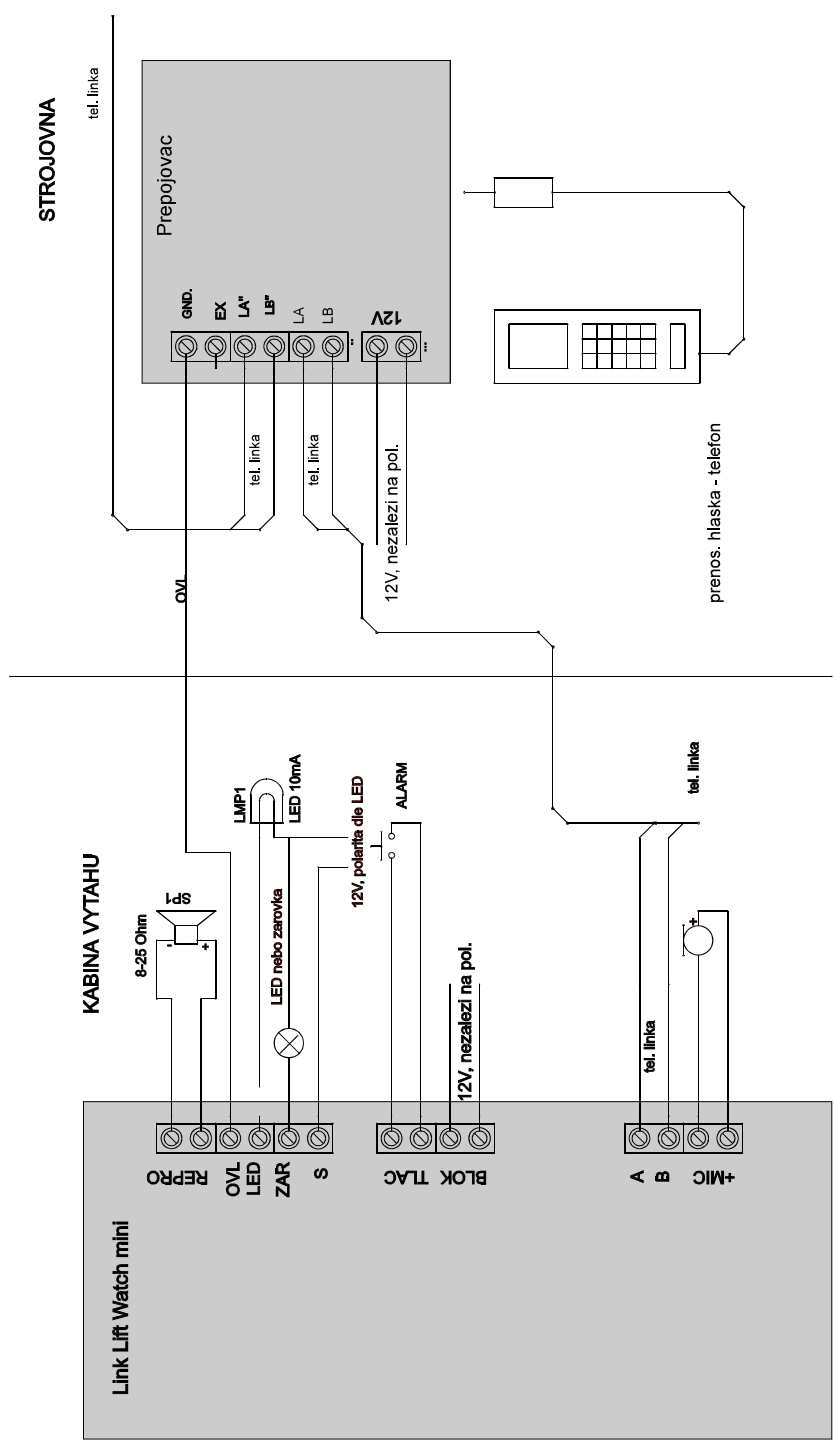 STROJOVNA
tel. linka
Prepojovac
GND.
EX
LA"
LB"
LA
LB
12V
tel. linka
tel. linka
12V, nezalezi na pol.
OVL
prenos. hlaska - telefon
KABINA VYTAHU
8-25 Ohm
SP1
-
+
LMP1
LED 10mA
LED nebo zarovka
12V, polarita dle LED
ALARM
12V, nezalezi na pol.
tel. linka
tel. linka
+
Link Lift Watch mini
REPRO
OVL
LED
ZAR
S
TLAC
BLOK
A
B
+MIC